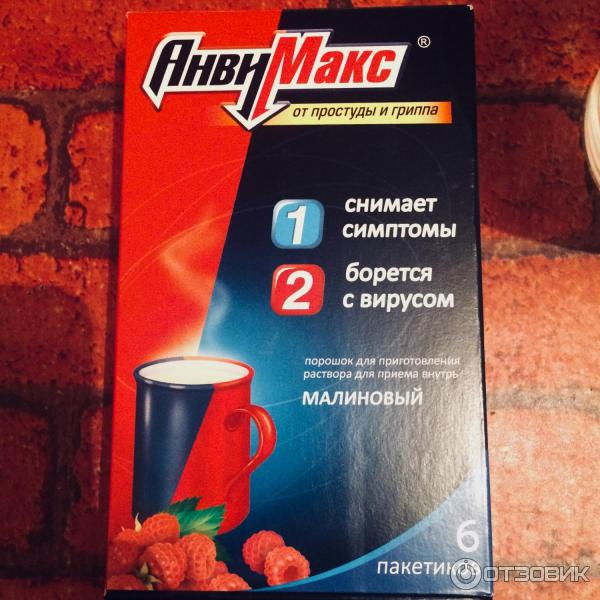 АнвиМакс ®
от простуды и гриппа
1 снимает
симптомы
2 борется
с вирусом
порошок для приготовления
раствора для приема внутрь
МАЛИНОВЫЙ
6
пакетиков
ОТЗОВИК